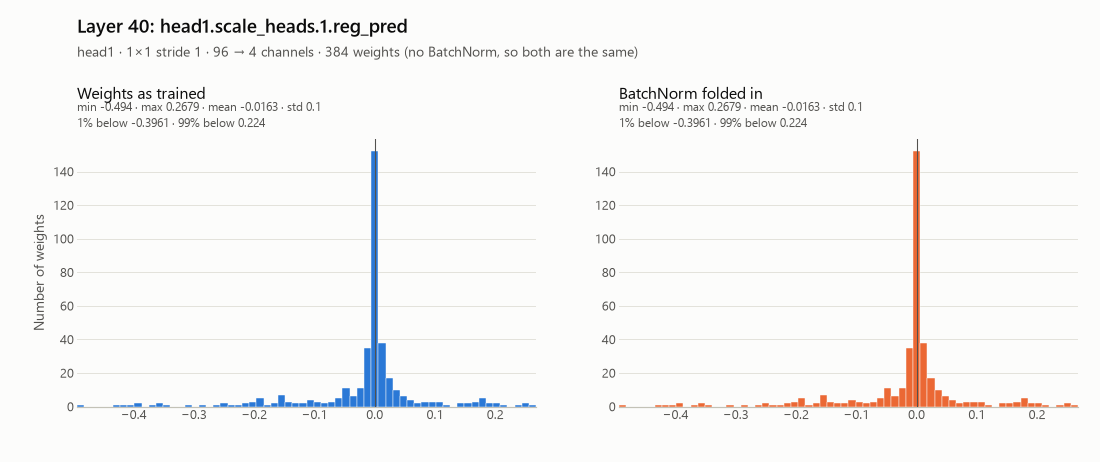 Layer 40: head1.scale_heads.1.reg_pred
head1 · 1×1 stride 1 · 96 → 4 channels · 384 weights (no BatchNorm, so both are the same)
Weights as trained
min -0.494 · max 0.2679 · mean -0.0163 · std 0.1
1% below -0.3961 · 99% below 0.224
Number of weights
140
120
100
80
60
40
20
0
−0.4 −0.3 −0.2 −0.1 0.0 0.1 0.2
BatchNorm folded in
min -0.494 · max 0.2679 · mean -0.0163 · std 0.1
1% below -0.3961 · 99% below 0.224
140
120
100
80
60
40
20
0
−0.4 −0.3 −0.2 −0.1 0.0 0.1 0.2